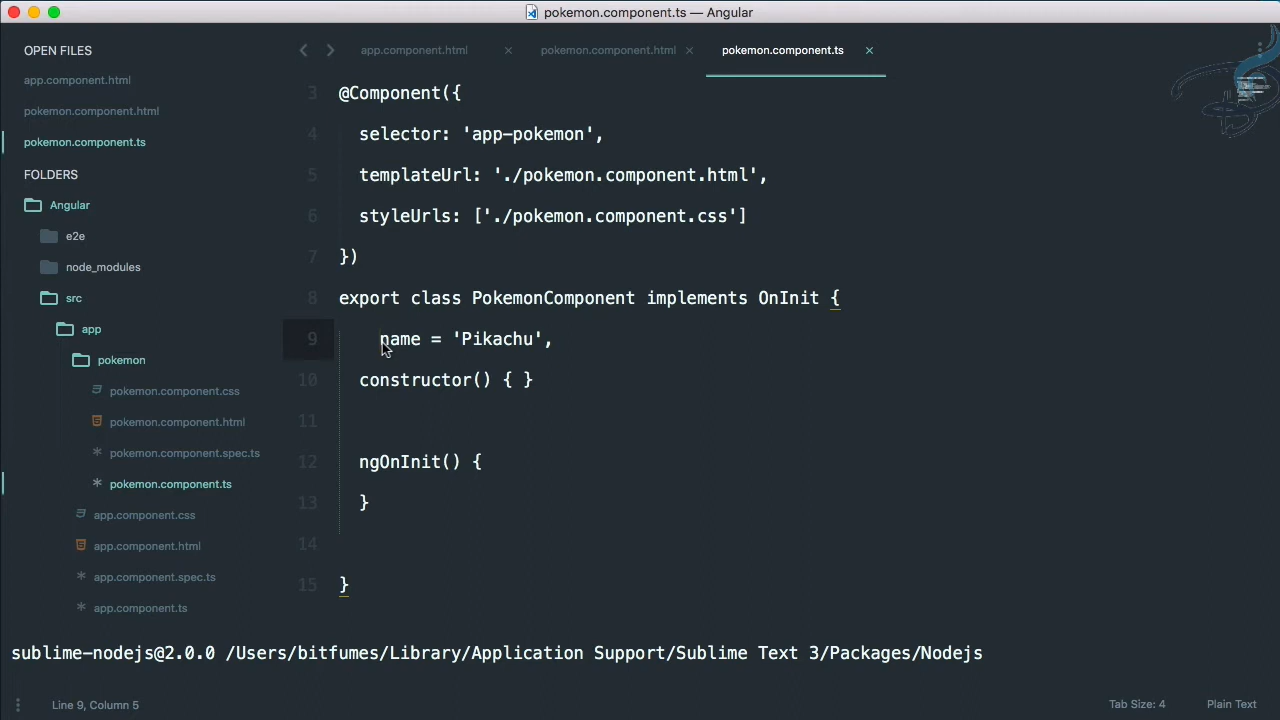 pokemon.component.ts — Angular
OPEN FILES
app.component.html
pokemon.component.html
pokemon.component.ts
FOLDERS
Angular
e2e
node_modules
src
app
pokemon
pokemon.component.css
pokemon.component.html
pokemon.component.spec.ts
* pokemon.component.ts
app.component.css
app.component.html
* app.component.spec.ts
* app.component.ts
app.component.html ×
pokemon.component.html ×
pokemon.component.ts ×
3 @Component({
4 selector: 'app-pokemon',
5 templateUrl: './pokemon.component.html',
6 styleUrls: ['./pokemon.component.css']
7 })
8 export class PokemonComponent implements OnInit {
9 name = 'Pikachu',
10 constructor() { }
11
12 ngOnInit() {
13 }
14
15 }
sublime-nodejs@2.0.0 /Users/bitfumes/Library/Application Support/Sublime Text 3/Packages/Nodejs
Line 9, Column 5
Tab Size: 4
Plain Text